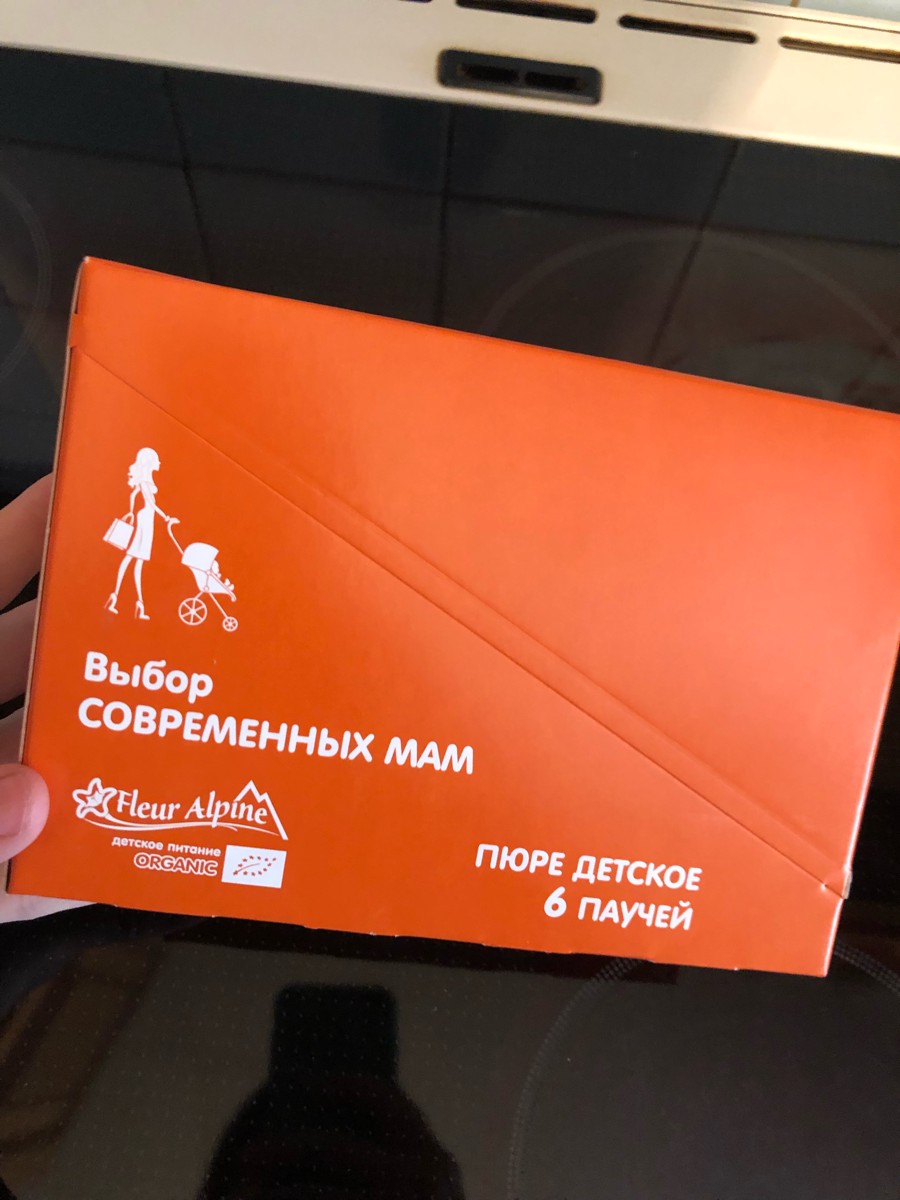 Выбор
СОВРЕМЕННЫХ МАМ
Fleur Alpine
детское питание
ORGANIC
ПЮРЕ ДЕТСКОЕ
6 ПАУЧЕЙ